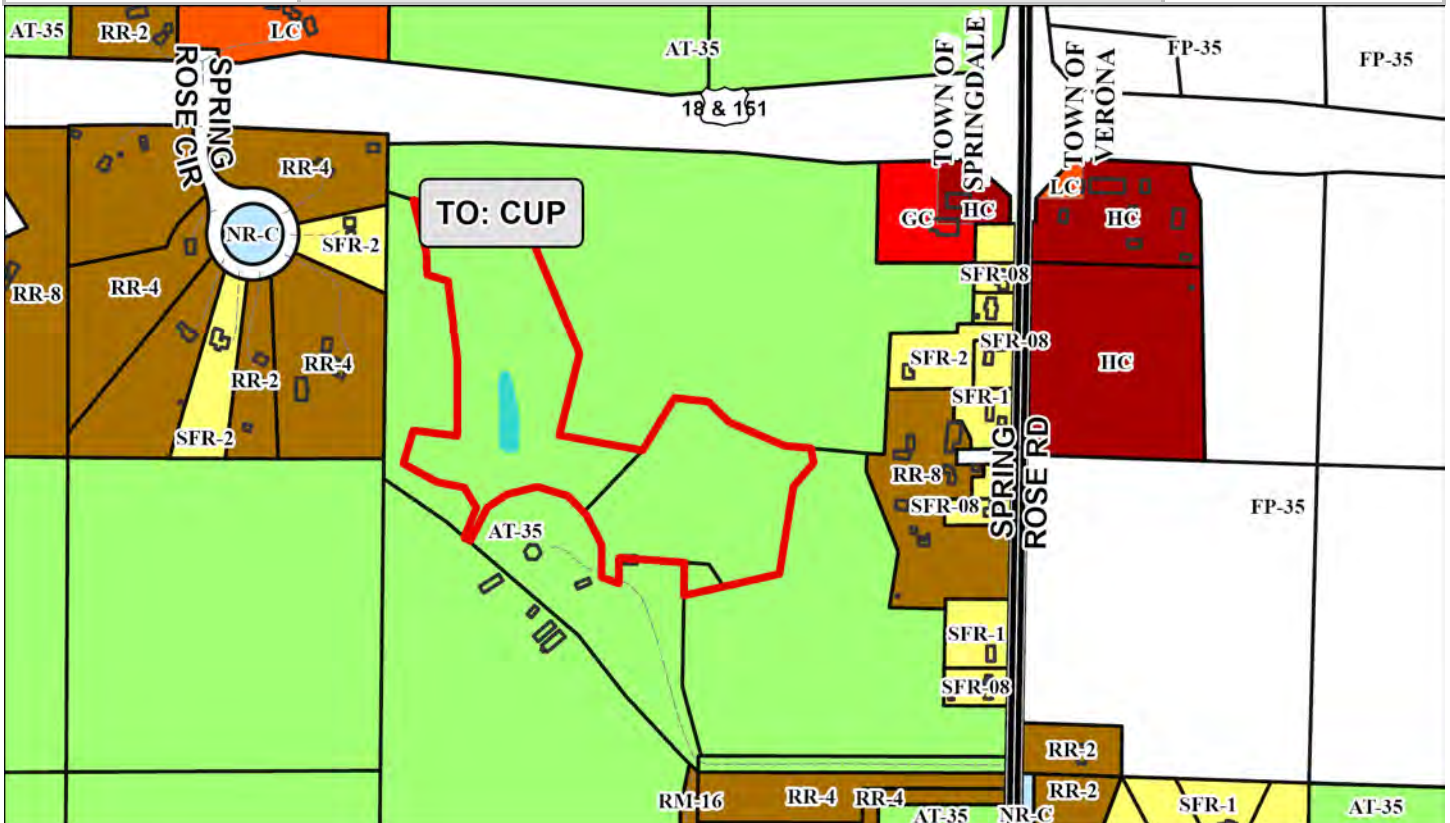 AT-35
RR-2
LC
AT-35
FP-35
FP-35
18 & 151
SPRING
ROSE CIR
TOWN OF
SPRINGDALE
TOWN OF
VERONA
RR-4
NR-C
SFR-2
RR-8
RR-4
RR-4
RR-2
SFR-2
TO: CUP
GC
HC
LC
HC
SFR-08
SFR-08
SFR-2
SFR-1
HC
RR-8
SFR-08
SPRING
ROSE RD
FP-35
AT-35
SFR-1
SFR-08
RR-2
RM-16
RR-4
RR-4
AT-35
NR-C
RR-2
SFR-1
AT-35